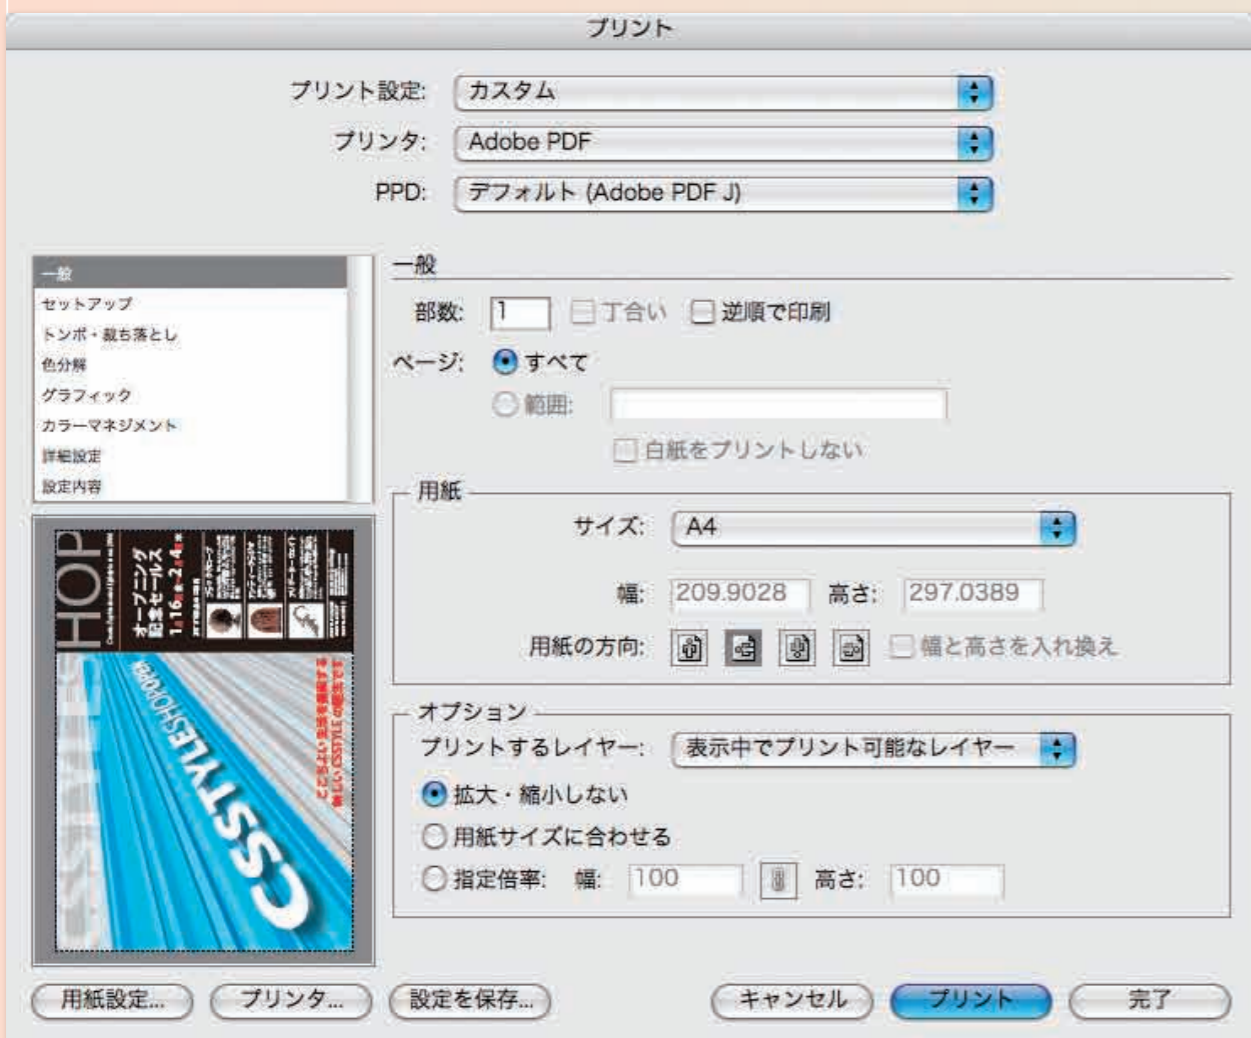 プリント
プリント設定: カスタム
プリンタ: Adobe PDF
PPD: デフォルト (Adobe PDF J)
一般
セットアップ
トンボ・裁ち落とし
色分解
グラフィック
カラーマネジメント
詳細設定
設定内容
一般
部数: 1 丁合い 逆順で印刷
ページ: すべて
範囲:
白紙をプリントしない
用紙
サイズ: A4
幅: 209.9028 高さ: 297.0389
用紙の方向: 幅と高さを入れ換え
オプション
プリントするレイヤー: 表示中でプリント可能なレイヤー
拡大・縮小しない
用紙サイズに合わせる
指定倍率: 幅: 100 高さ: 100
HOP
オープニング
記念セールス
CSSTYLESHOPOPEN
用紙設定... プリンタ... 設定を保存... キャンセル プリント 完了